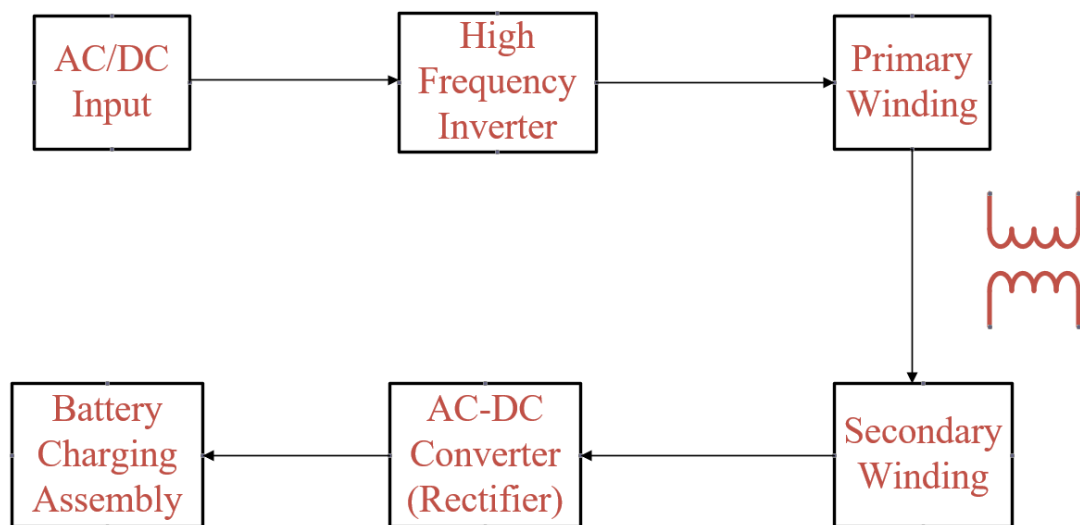 AC/DC
Input
High
Frequency
Inverter
Primary
Winding
Secondary
Winding
AC-DC
Converter
(Rectifier)
Battery
Charging
Assembly